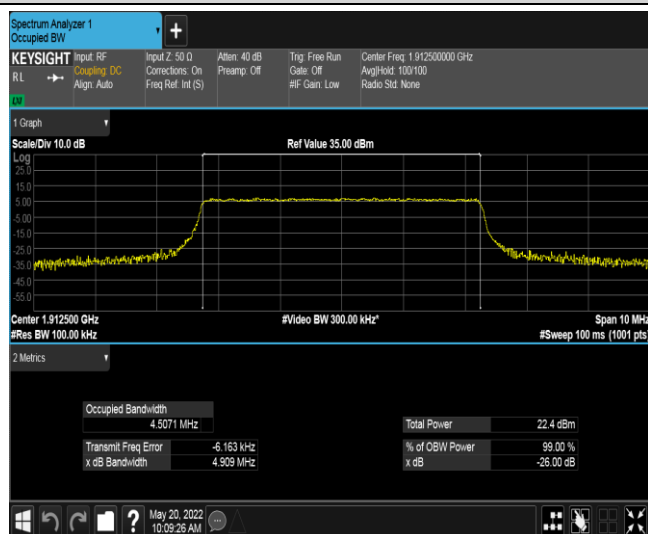 Spectrum Analyzer 1
Occupied BW
+
KEYSIGHT
RL
LXI
Input: RF
Coupling: DC
Align: Auto
Input Z: 50 Ω
Corrections: On
Freq Ref: Int (S)
Atten: 40 dB
Preamp: Off
Trig: Free Run
Gate: Off
#IF Gain: Low
Center Freq: 1.912500000 GHz
Avg|Hold: 100/100
Radio Std: None
1 Graph
Scale/Div 10.0 dB
Ref Value 35.00 dBm
Log
25.0
15.0
5.00
-5.00
-15.0
-25.0
-35.0
-45.0
-55.0
Center 1.912500 GHz
#Video BW 300.00 kHz*
Span 10 MHz
#Res BW 100.00 kHz
#Sweep 100 ms (1001 pts)
2 Metrics
Occupied Bandwidth
4.5071 MHz
Total Power 22.4 dBm
Transmit Freq Error -6.163 kHz
% of OBW Power 99.00 %
x dB Bandwidth 4.909 MHz
x dB -26.00 dB
?
May 20, 2022
10:09:26 AM